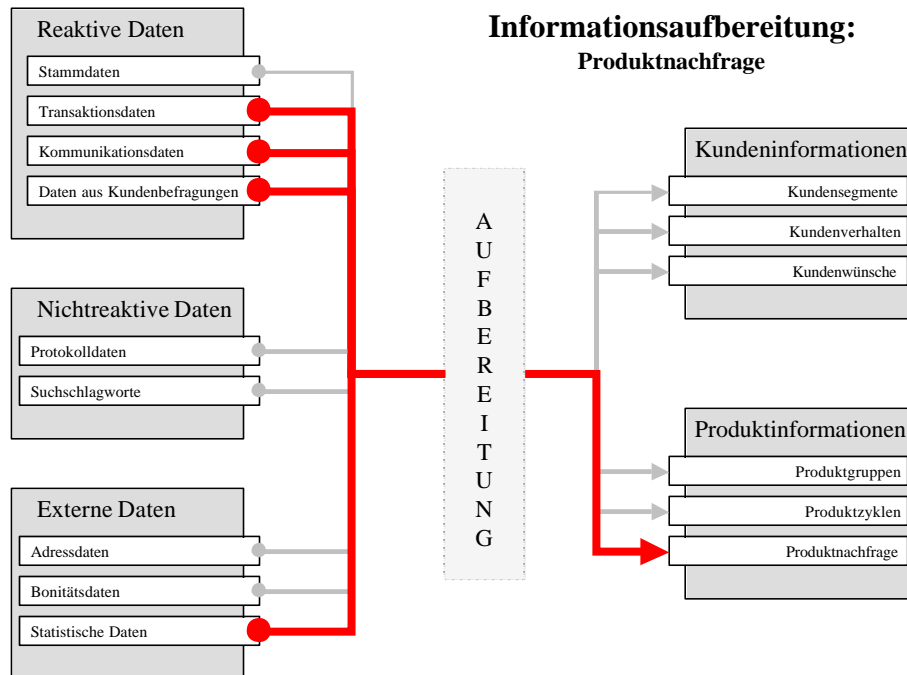 Informationsaufbereitung:
Produktnachfrage
Reaktive Daten
Stammdaten
Transaktionsdaten
Kommunikationsdaten
Daten aus Kundenbefragungen
Nichtreaktive Daten
Protokolldaten
Suchschlagworte
Externe Daten
Adressdaten
Bonitätsdaten
Statistische Daten
A
U
F
B
E
R
E
I
T
U
N
G
Kundeninformationen
Kundensegmente
Kundenverhalten
Kundenwünsche
Produktinformationen
Produktgruppen
Produktzyklen
Produktnachfrage